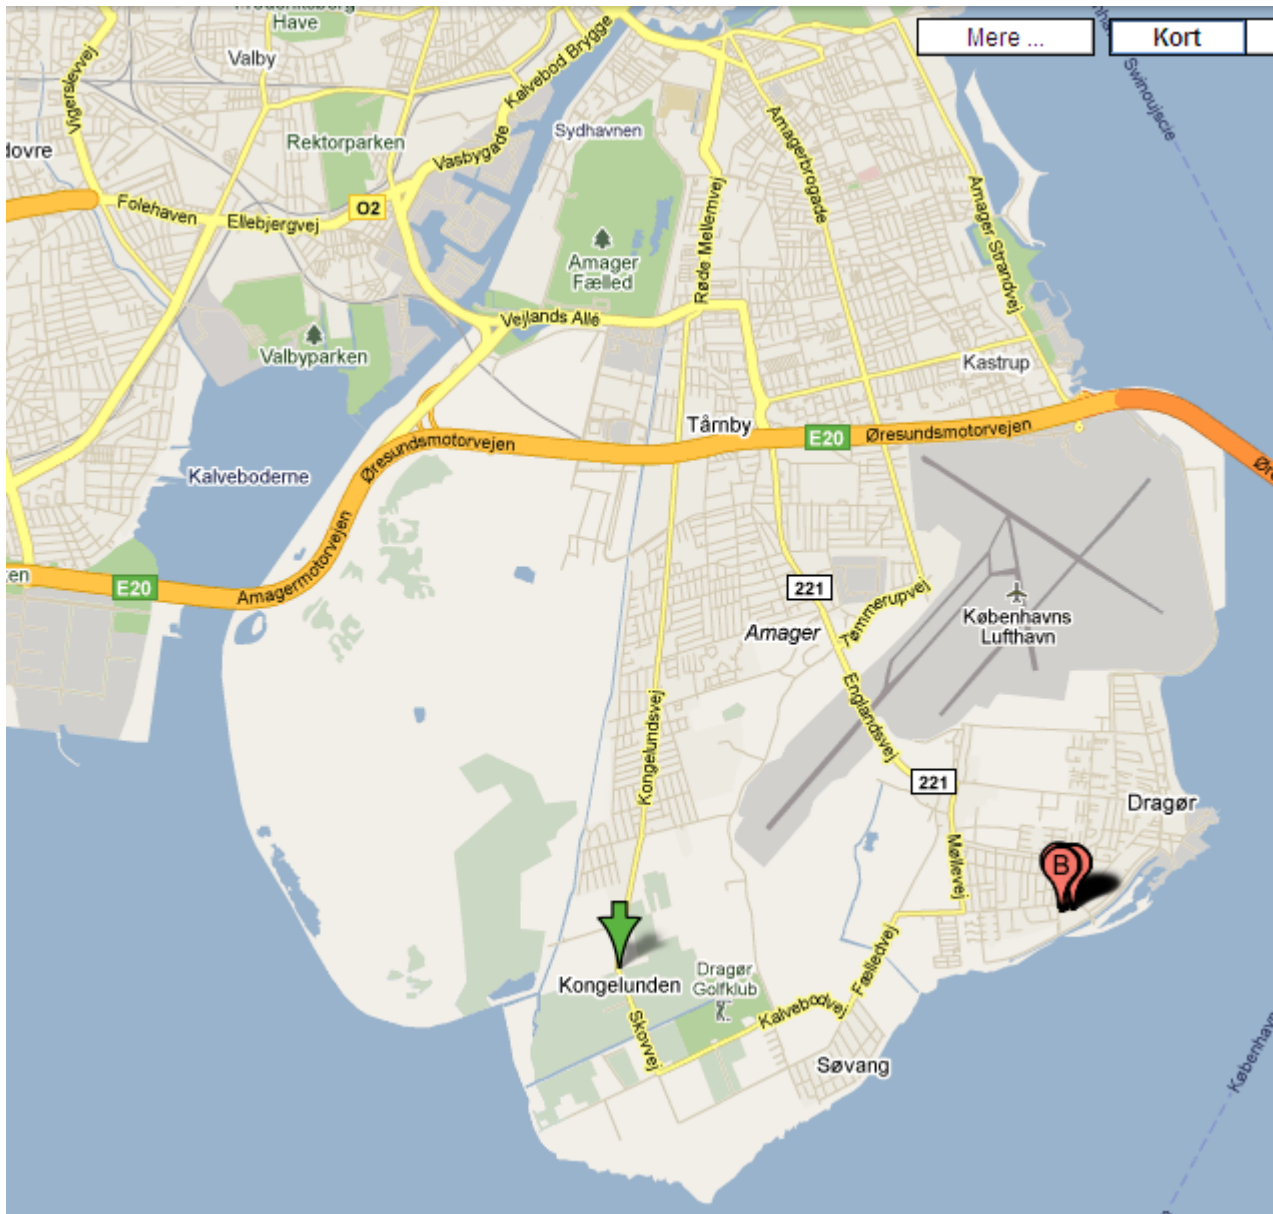 Have
Valby
Mere ...
Kort
Vigerslevvej
Kalvebod Brygge
Swinoujscie
Rektorparken
Sydhavnen
Vasbygade
Amagerbrogade
Folehaven
Ellebjergvej
O2
Røde Mellemvej
Amager Strandvej
Amager
Fælled
Vejlands Allé
Valbyparken
Kastrup
Tårnby
E20
Øresundsmotorvejen
Øresundsmotorvejen
Kalveboderne
Amagermotorvejen
E20
221
Tømmerupvej
Københavns
Lufthavn
Amager
Kongelundsvej
Englandsvej
221
Dragør
Møllevej
B
Fælledvej
Kongelunden
Dragør
Golfklub
Skovvej
Kalvebodvej
Søvang
København